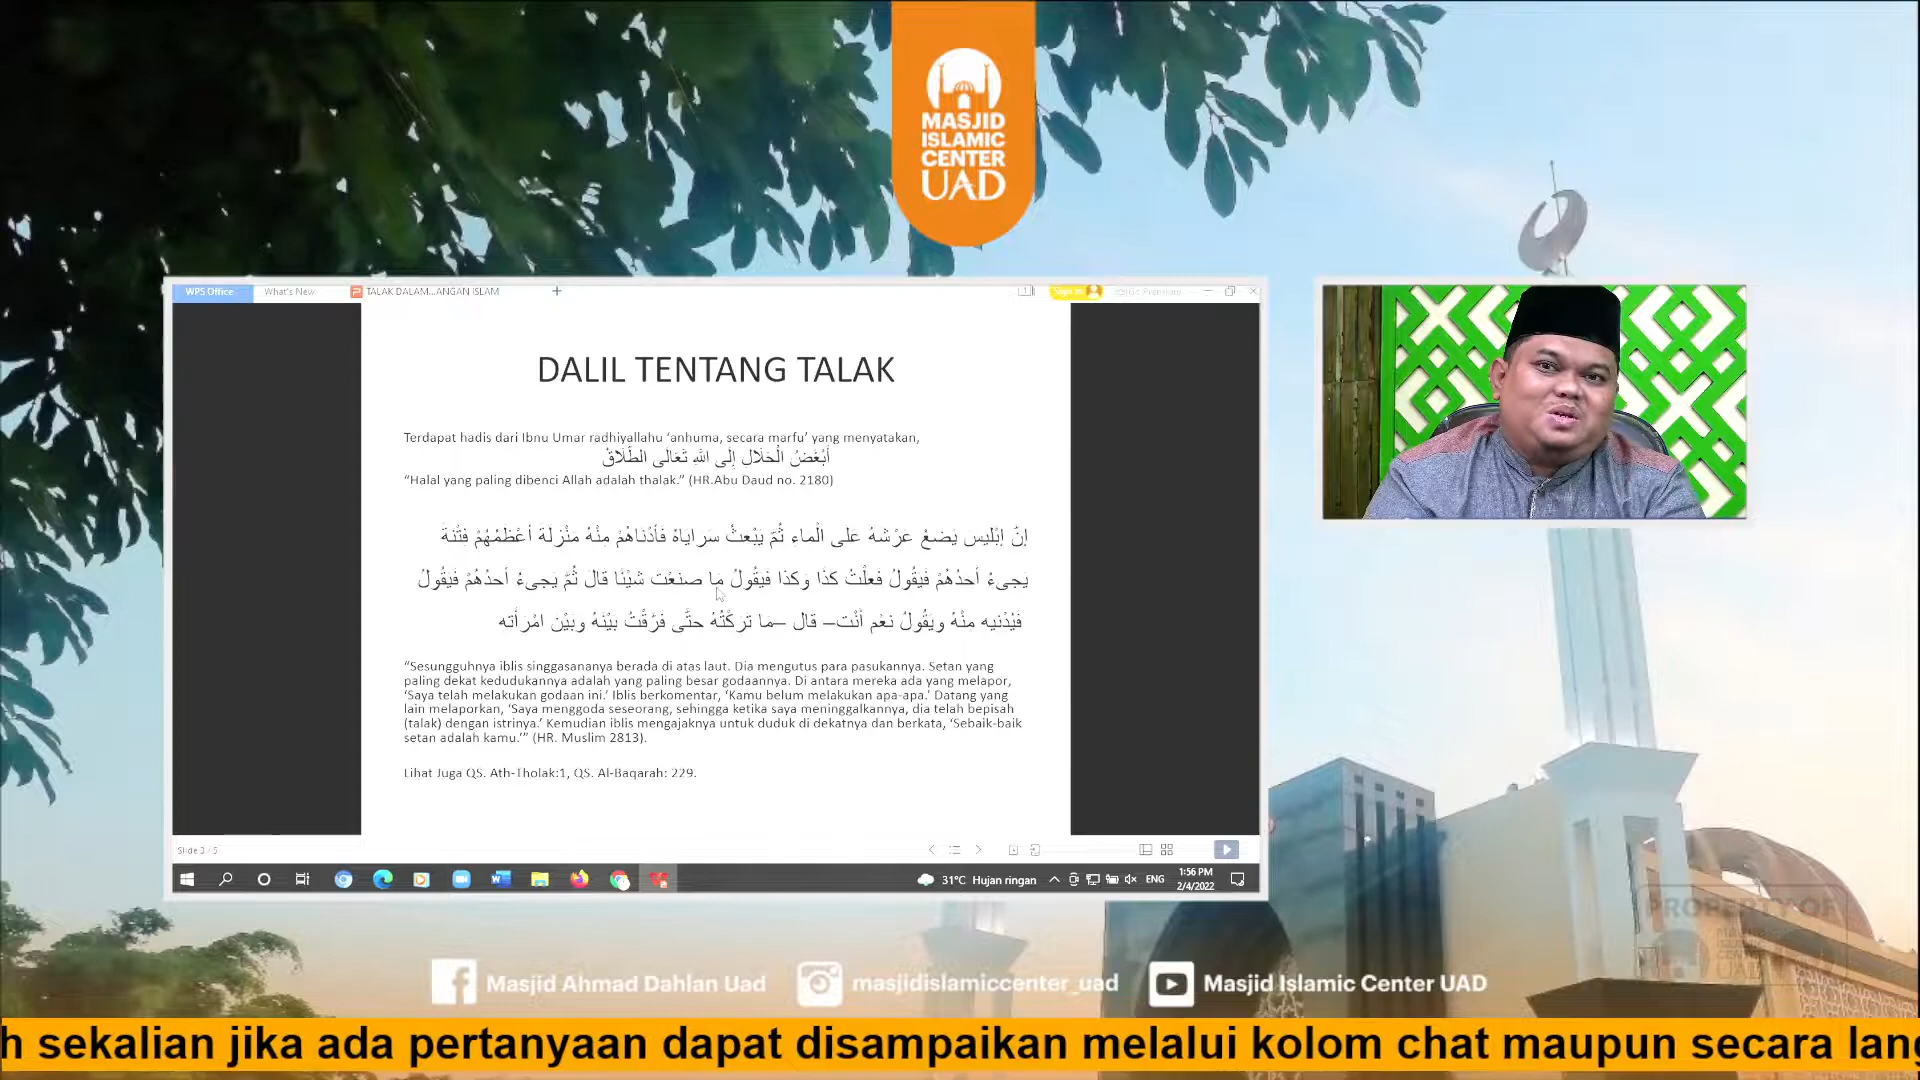 MASJID
ISLAMIC
CENTER
UAD
WPS Office
What's New
TALAK DALAM...ANGAN ISLAM
DALIL TENTANG TALAK
Terdapat hadis dari Ibnu Umar radhiyallahu ‘anhuma, secara marfu’ yang menyatakan,
أَبْغَضُ الْحَلَالِ إِلَى اللَّهِ تَعَالَى الطَّلَاقُ
“Halal yang paling dibenci Allah adalah thalak.” (HR.Abu Daud no. 2180)
إِنَّ إِبْلِيسَ يَضَعُ عَرْشَهُ عَلَى الْمَاءِ ثُمَّ يَبْعَثُ سَرَايَاهُ فَأَدْنَاهُمْ مِنْهُ مَنْزِلَةً أَعْظَمُهُمْ فِتْنَةً
يَجِىءُ أَحَدُهُمْ فَيَقُولُ فَعَلْتُ كَذَا وَكَذَا فَيَقُولُ مَا صَنَعْتَ شَيْئًا قَالَ ثُمَّ يَجِىءُ أَحَدُهُمْ فَيَقُولُ
مَا تَرَكْتُهُ حَتَّى فَرَّقْتُ بَيْنَهُ وَبَيْنَ امْرَأَتِهِ – قَالَ – فَيُدْنِيهِ مِنْهُ وَيَقُولُ نِعْمَ أَنْتَ
“Sesungguhnya iblis singgasananya berada di atas laut. Dia mengutus para pasukannya. Setan yang
paling dekat kedudukannya adalah yang paling besar godaannya. Di antara mereka ada yang melapor,
‘Saya telah melakukan godaan ini.’ Iblis berkomentar, ‘Kamu belum melakukan apa-apa.’ Datang yang
lain melaporkan, ‘Saya menggoda seseorang, sehingga ketika saya meninggalkannya, dia telah bepisah
(talak) dengan istrinya.’ Kemudian iblis mengajaknya untuk duduk di dekatnya dan berkata, ‘Sebaik-baik
setan adalah kamu.’” (HR. Muslim 2813).
Lihat Juga QS. Ath-Tholak:1, QS. Al-Baqarah: 229.
31°C Hujan ringan
ENG
1:56 PM
2/4/2022
PROPERTY OF
Masjid Ahmad Dahlan Uad
masjidislamiccenter_uad
Masjid Islamic Center UAD
h sekalian jika ada pertanyaan dapat disampaikan melalui kolom chat maupun secara lang